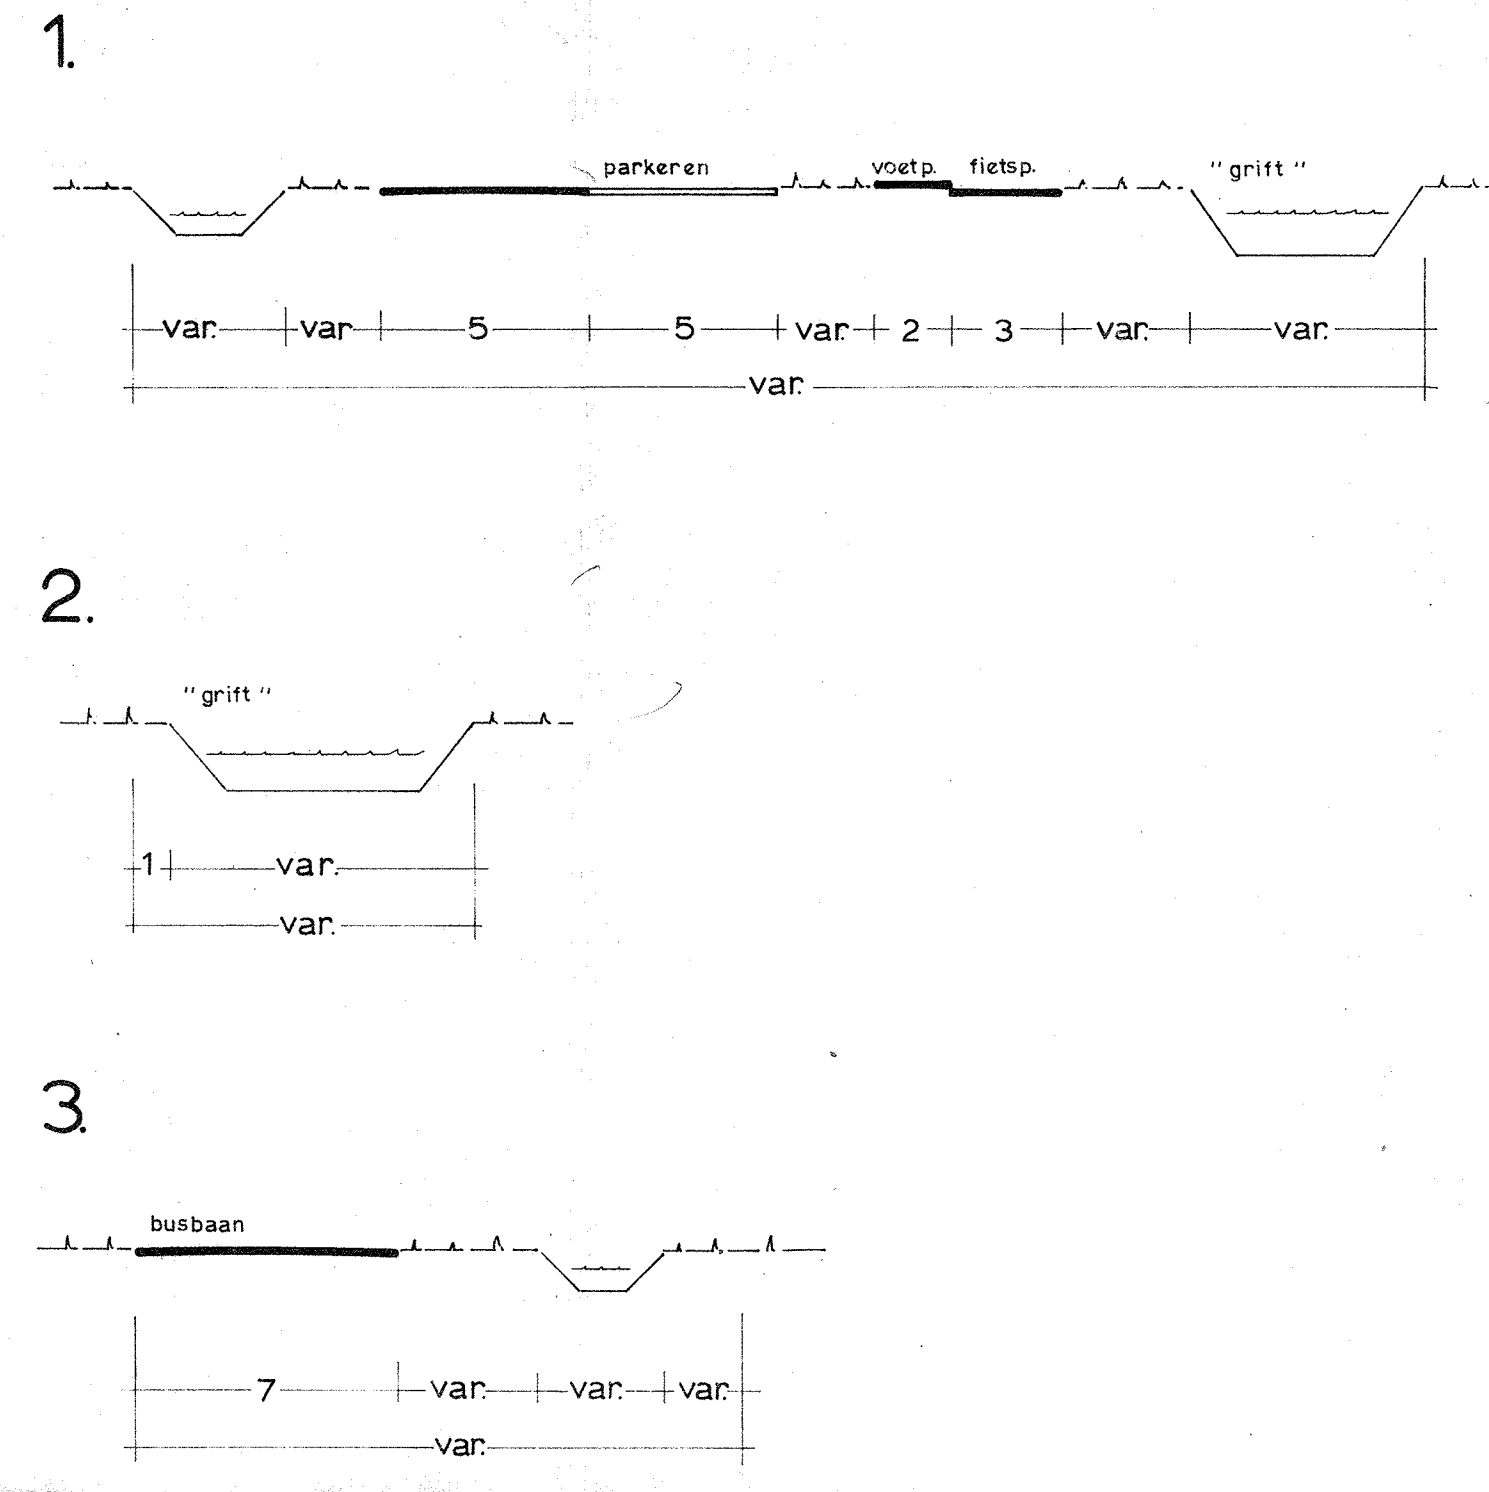 1.
parkeren voetp. fietsp. "grift"
var. var 5 5 var. 2 3 var. var.
var.
2.
"grift"
1 var.
var.
3.
busbaan
7 var. var. var.
var.